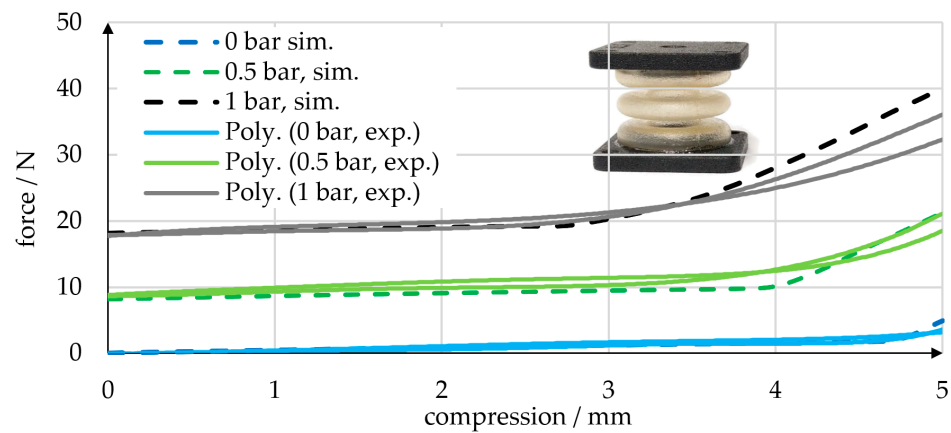 50
40
30
20
10
0
force / N
0 bar sim.
0.5 bar, sim.
1 bar, sim.
Poly. (0 bar, exp.)
Poly. (0.5 bar, exp.)
Poly. (1 bar, exp.)
0 1 2 3 4 5
compression / mm